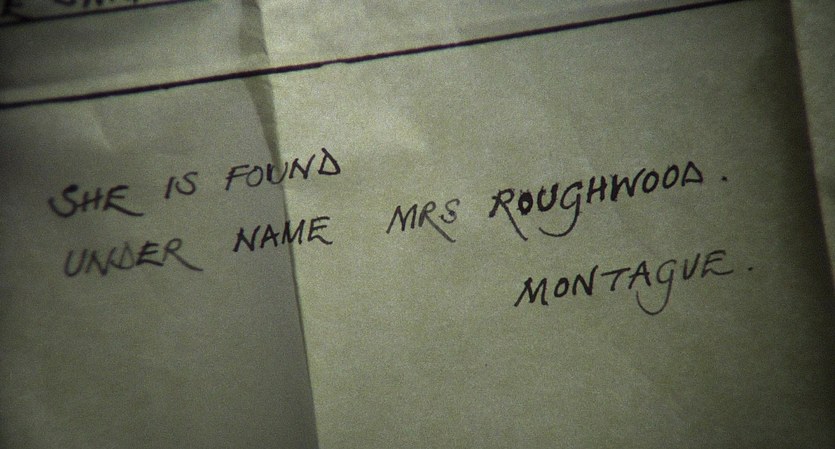 SHE IS FOUND
UNDER NAME MRS ROUGHWOOD.
MONTAGUE.